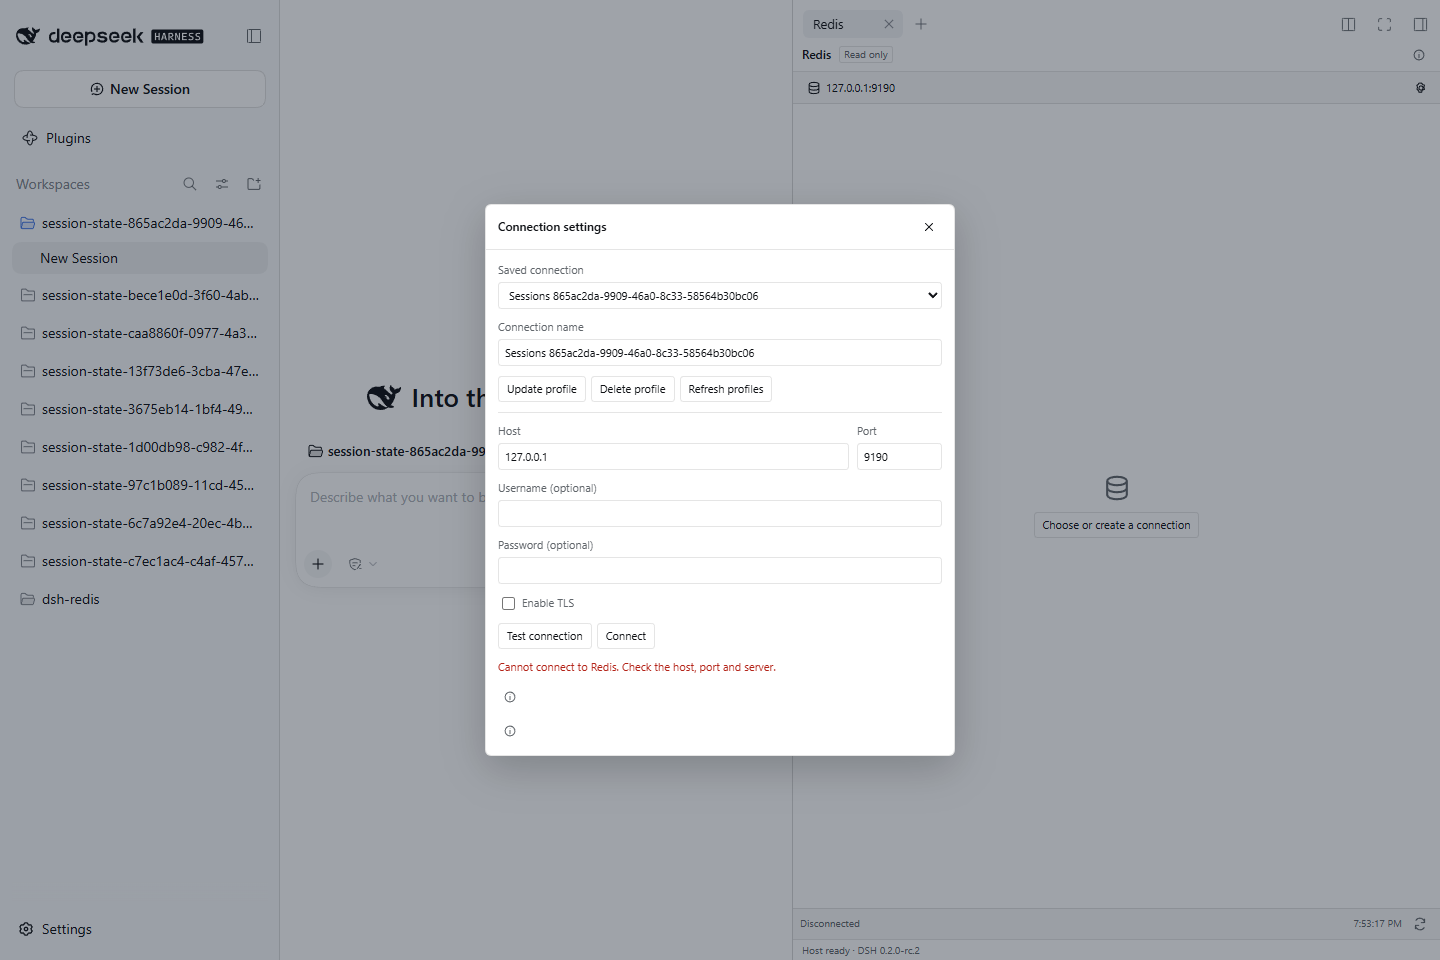 deepseek HARNESS
New Session
Plugins
Workspaces
session-state-865ac2da-9909-46...
New Session
session-state-bece1e0d-3f60-4ab...
session-state-caa8860f-0977-4a3...
session-state-13f73de6-3cba-47e...
session-state-3675eb14-1bf4-49...
session-state-1d00db98-c982-4f...
session-state-97c1b089-11cd-45...
session-state-6c7a92e4-20ec-4b...
session-state-c7ec1ac4-c4af-457...
dsh-redis
Settings
Into th
session-state-865ac2da-99
Describe what you want to b
Connection settings
Saved connection
Sessions 865ac2da-9909-46a0-8c33-58564b30bc06
Connection name
Sessions 865ac2da-9909-46a0-8c33-58564b30bc06
Update profile Delete profile Refresh profiles
Host Port
127.0.0.1 9190
Username (optional)
Password (optional)
Enable TLS
Test connection Connect
Cannot connect to Redis. Check the host, port and server.
Redis
Redis Read only
127.0.0.1:9190
Choose or create a connection
Disconnected 7:53:17 PM
Host ready · DSH 0.2.0-rc.2